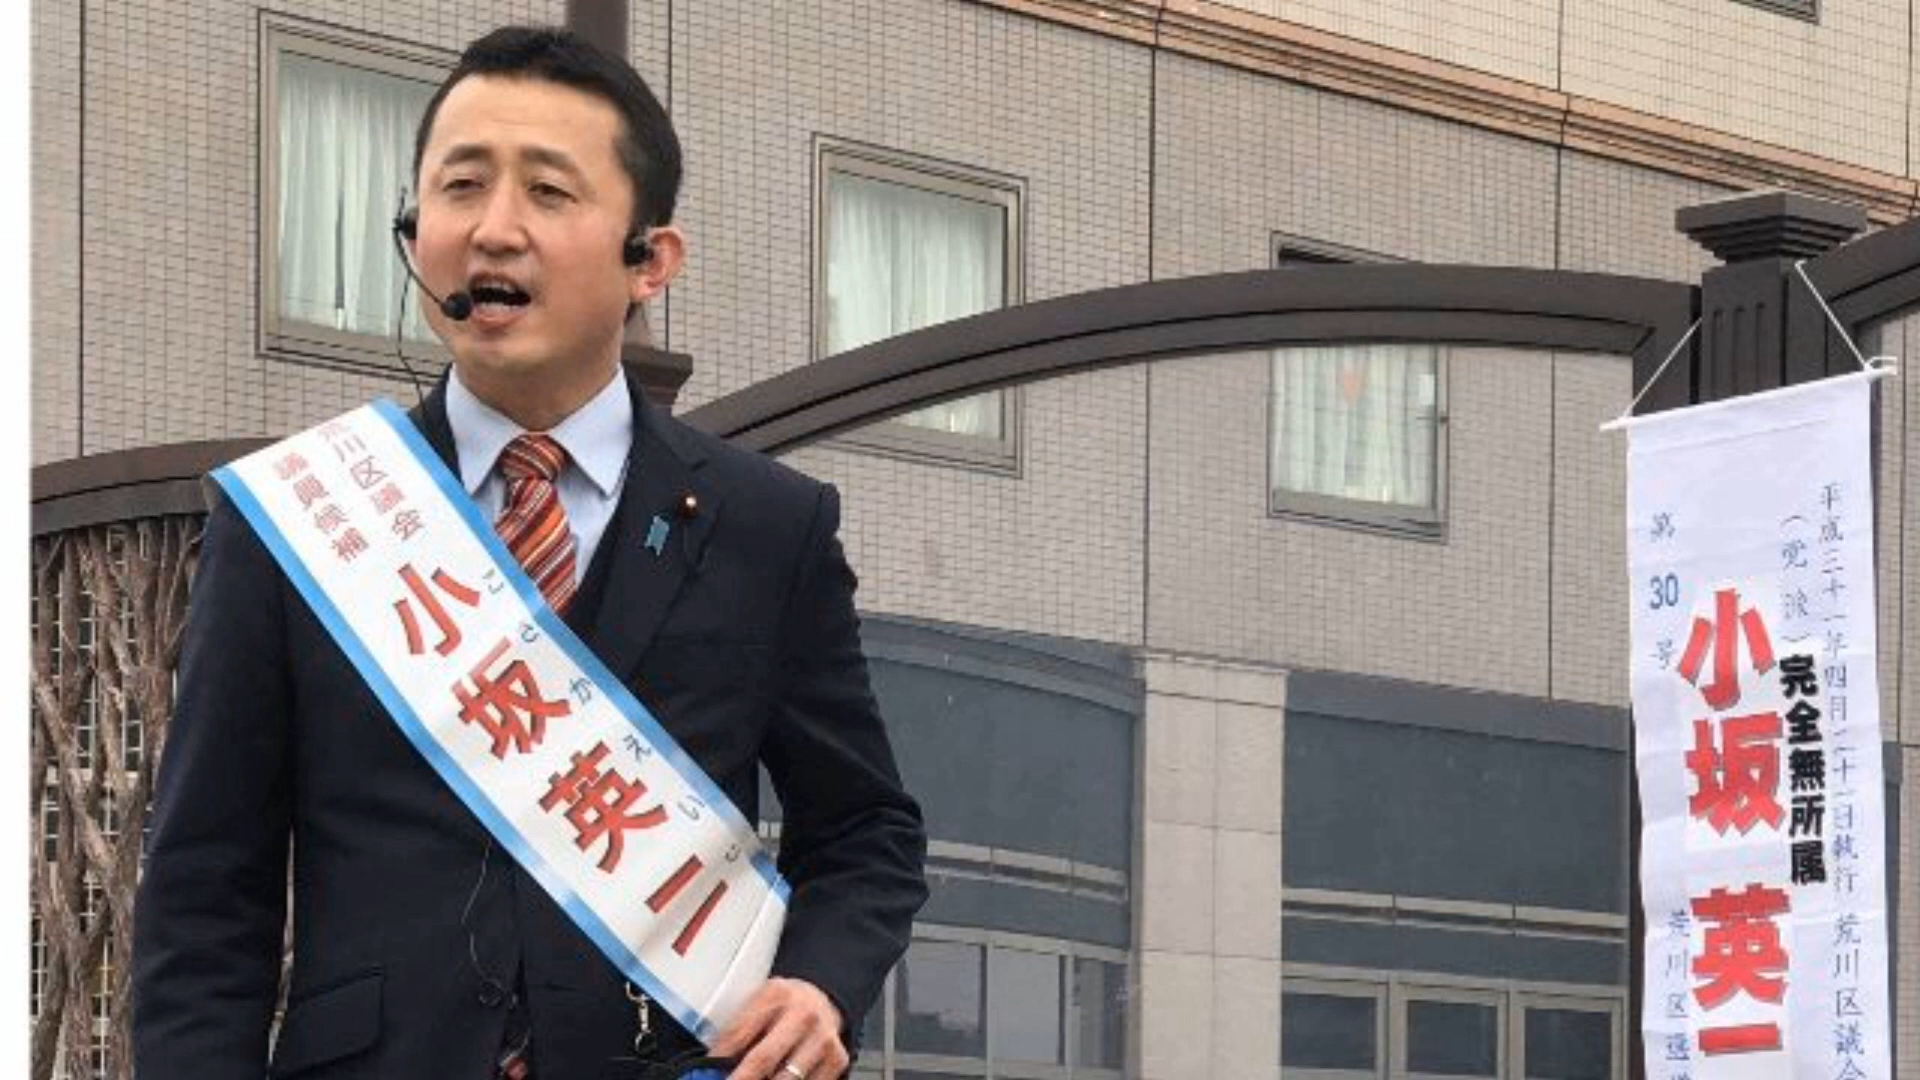 荒川区議会
議員候補
小坂英二
こさかえいじ
平成三十一年四月二十一日執行荒川区議会
（党派）完全無所属
小坂英
第30号
荒川区選